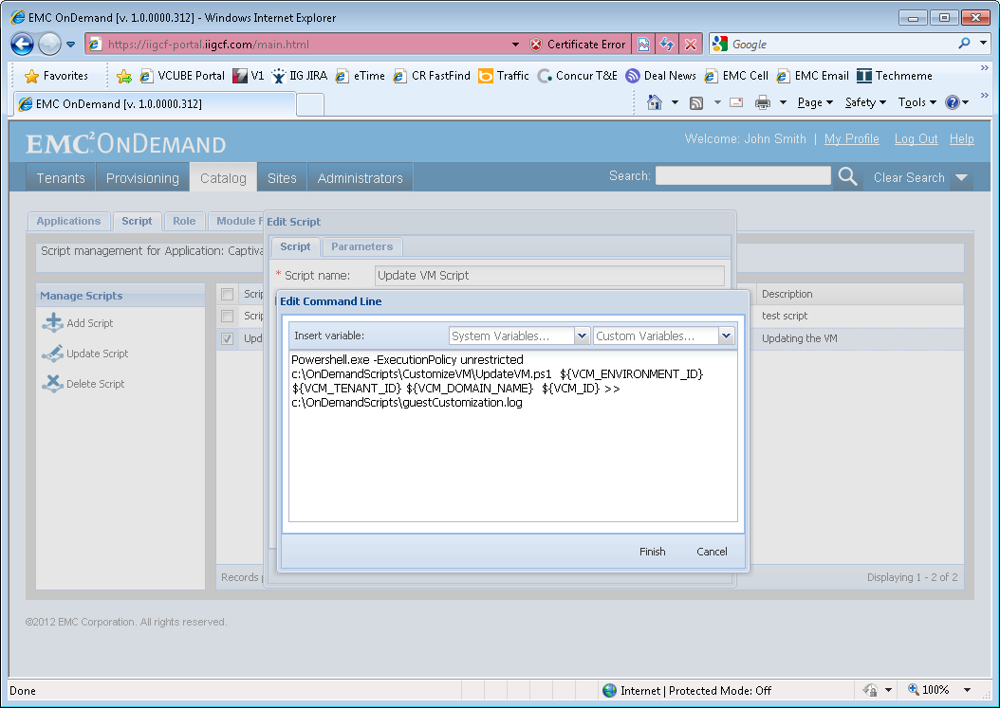 EMC OnDemand [v. 1.0.0000.312] - Windows Internet Explorer
https://iigcf-portal.iigcf.com/main.html
Certificate Error
Google
Favorites
VCUBE Portal
V1
IIG JIRA
eTime
CR FastFind
Traffic
Concur T&E
Deal News
EMC Cell
EMC Email
Techmeme
EMC OnDemand [v. 1.0.0000.312]
Page
Safety
Tools
EMC² ONDEMAND
Welcome: John Smith | My Profile Log Out Help
Tenants
Provisioning
Catalog
Sites
Administrators
Search:
Clear Search
Applications
Script
Role
Module
Edit Script
Script management for Application: Captiva
Script
Parameters
* Script name:
Update VM Script
Manage Scripts
Add Script
Update Script
Delete Script
Scrip
Description
Scrip
test script
Upd
Updating the VM
Edit Command Line
Insert variable:
System Variables...
Custom Variables...
Powershell.exe -ExecutionPolicy unrestricted
c:\OnDemandScripts\CustomizeVM\UpdateVM.ps1 ${VCM_ENVIRONMENT_ID}
${VCM_TENANT_ID} ${VCM_DOMAIN_NAME} ${VCM_ID} >>
c:\OnDemandScripts\guestCustomization.log
Finish
Cancel
Records
Displaying 1 - 2 of 2
©2012 EMC Corporation. All rights reserved.
Done
Internet | Protected Mode: Off
100%